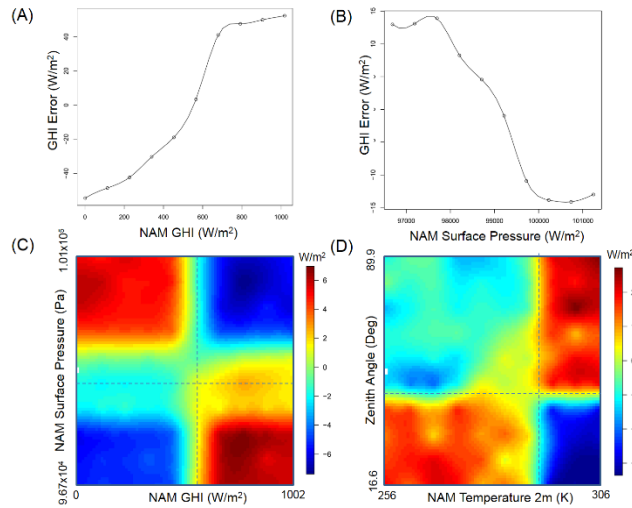 (A)
GHI Error (W/m²)
40
20
0
−20
−40
0
200
400
600
800
1000
NAM GHI (W/m²)
(B)
GHI Error (W/m²)
15
10
5
−5
−10
−15
97000
98000
99000
100000
101000
NAM Surface Pressure (W/m²)
(C)
NAM Surface Pressure (Pa)
1.01x10⁵
9.67x10⁴
0
1002
NAM GHI (W/m²)
W/m²
6
4
2
0
−2
−4
−6
(D)
Zenith Angle (Deg)
89.9
16.6
256
306
NAM Temperature 2m (K)
W/m²